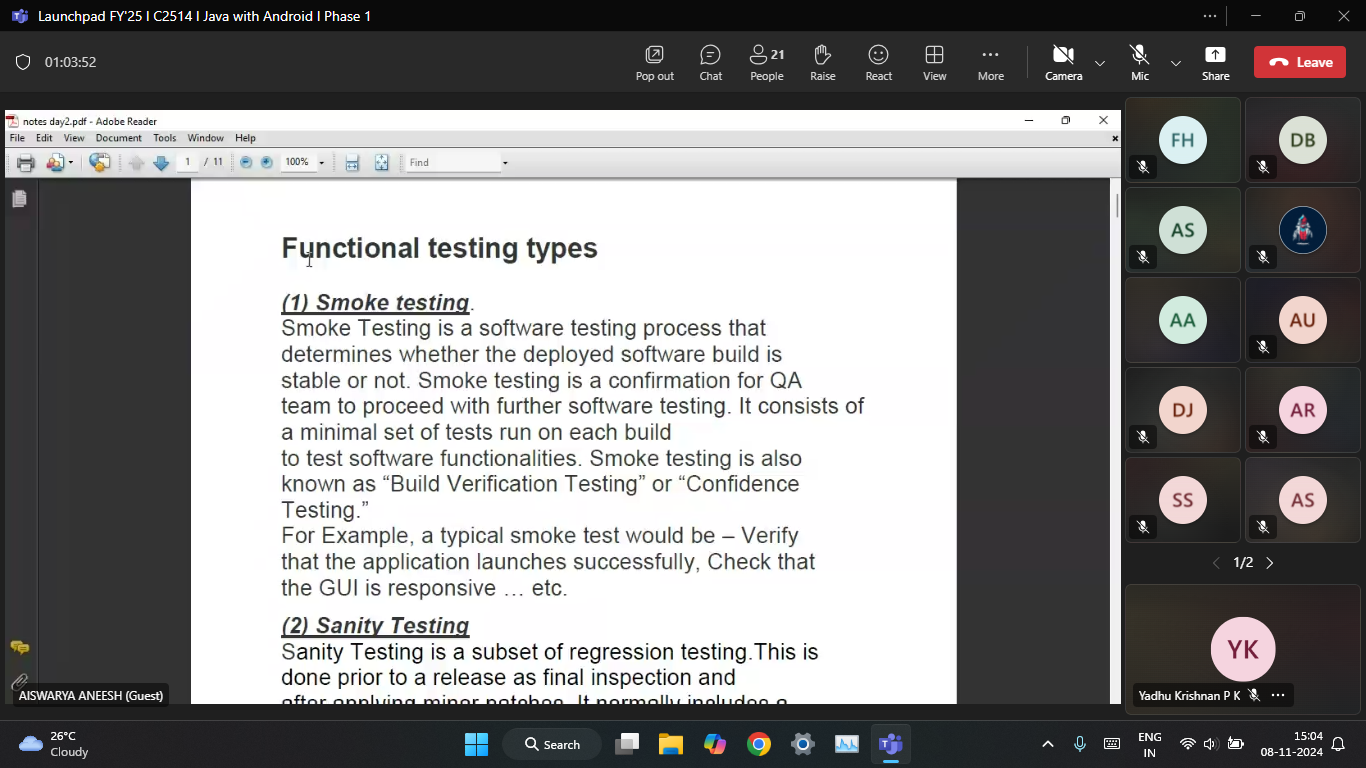 Launchpad FY'25 | C2514 | Java with Android | Phase 1
01:03:52
Pop out
Chat
21
People
Raise
React
View
More
Camera
Mic
Share
Leave
notes day2.pdf - Adobe Reader
File Edit View Document Tools Window Help
1 / 11 100% Find
Functional testing types
(1) Smoke testing.
Smoke Testing is a software testing process that
determines whether the deployed software build is
stable or not. Smoke testing is a confirmation for QA
team to proceed with further software testing. It consists of
a minimal set of tests run on each build
to test software functionalities. Smoke testing is also
known as “Build Verification Testing” or “Confidence
Testing.”
For Example, a typical smoke test would be – Verify
that the application launches successfully, Check that
the GUI is responsive … etc.
(2) Sanity Testing
Sanity Testing is a subset of regression testing.This is
done prior to a release as final inspection and
after applying minor patches. It normally includes a
AISWARYA ANEESH (Guest)
FH
DB
AS
AA
AU
DJ
AR
SS
AS
1/2
YK
Yadhu Krishnan P K
26°C
Cloudy
Search
ENG
IN
15:04
08-11-2024